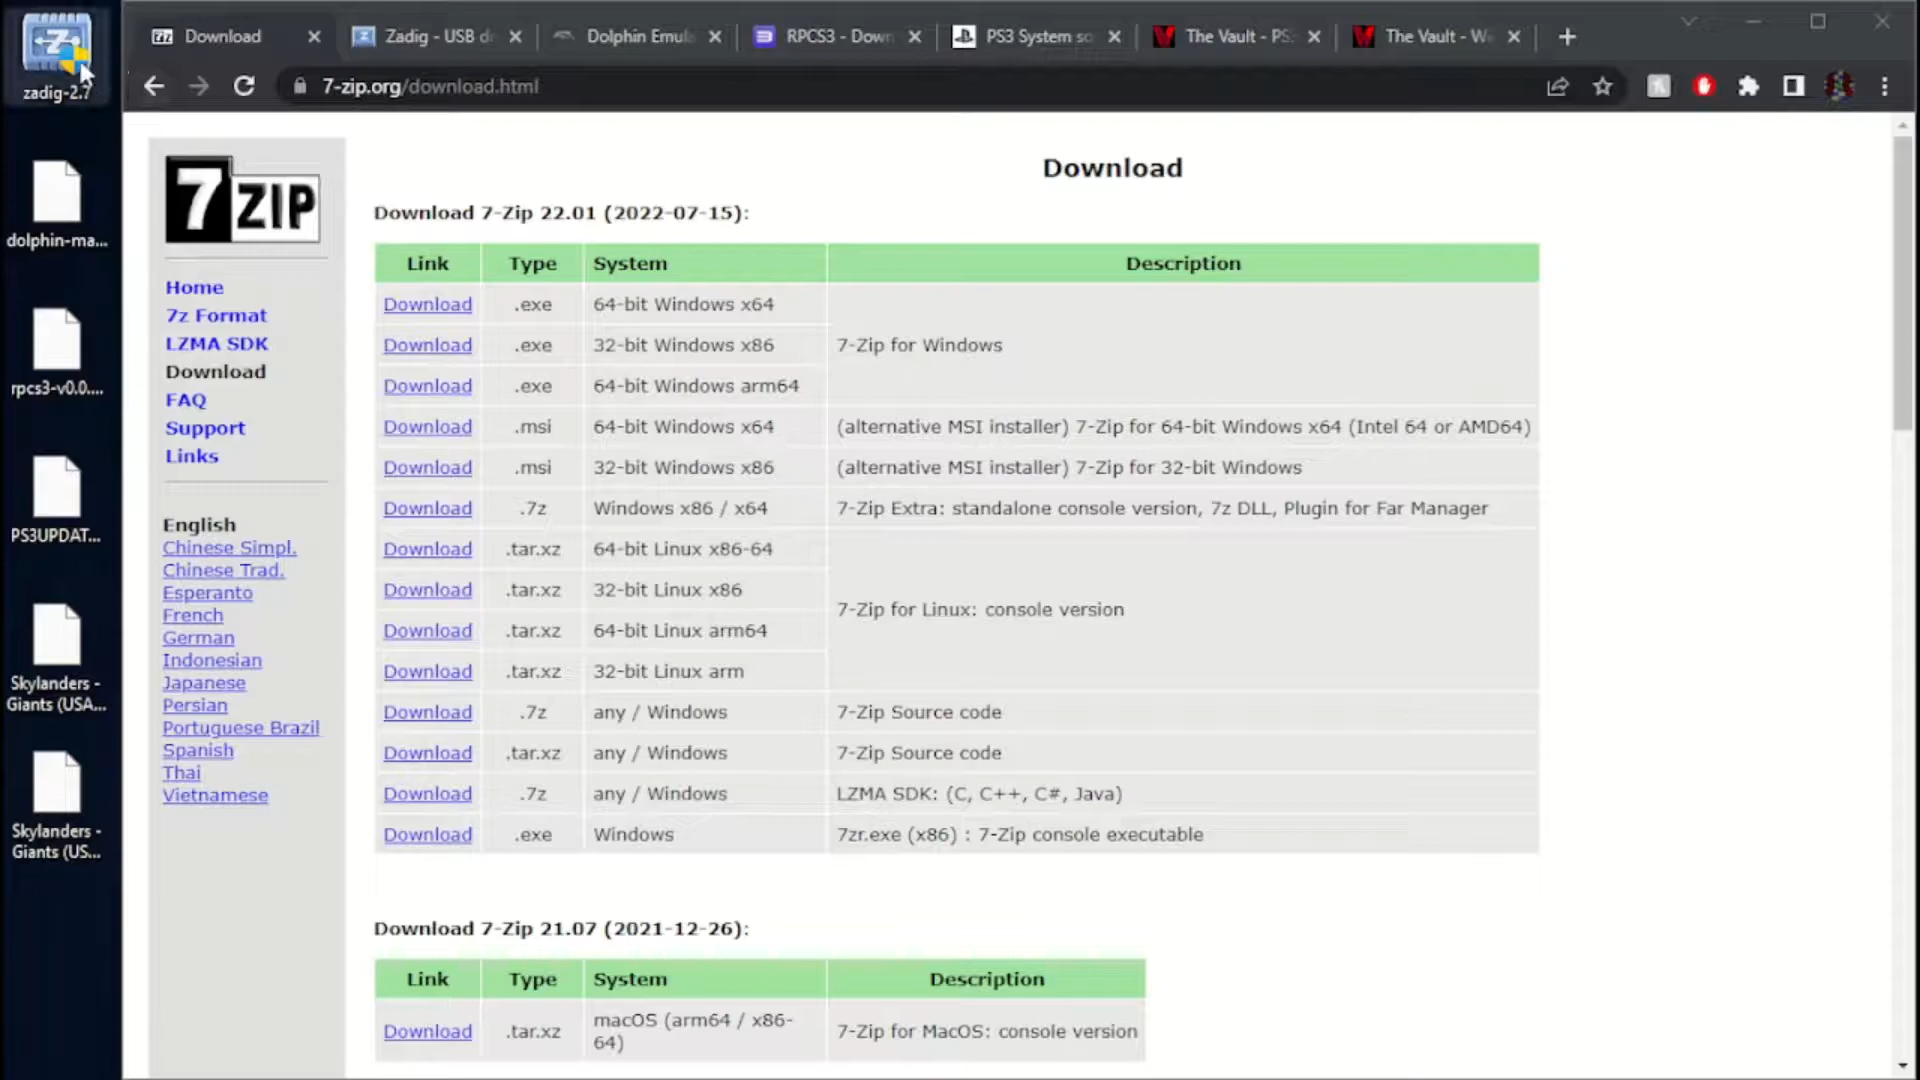 zadig-2.7
dolphin-ma...
rpcs3-v0.0....
PS3UPDAT...
Skylanders -
Giants (USA...
Skylanders -
Giants (US...
7z Download
Zadig - USB dr
Dolphin Emula
RPCS3 - Down
PS3 System so
The Vault - PS
The Vault - W
7-zip.org/download.html
7 ZIP
Home
7z Format
LZMA SDK
Download
FAQ
Support
Links
English
Chinese Simpl.
Chinese Trad.
Esperanto
French
German
Indonesian
Japanese
Persian
Portuguese Brazil
Spanish
Thai
Vietnamese
Download
Download 7-Zip 22.01 (2022-07-15):
Link Type System Description
Download .exe 64-bit Windows x64
Download .exe 32-bit Windows x86 7-Zip for Windows
Download .exe 64-bit Windows arm64
Download .msi 64-bit Windows x64 (alternative MSI installer) 7-Zip for 64-bit Windows x64 (Intel 64 or AMD64)
Download .msi 32-bit Windows x86 (alternative MSI installer) 7-Zip for 32-bit Windows
Download .7z Windows x86 / x64 7-Zip Extra: standalone console version, 7z DLL, Plugin for Far Manager
Download .tar.xz 64-bit Linux x86-64
Download .tar.xz 32-bit Linux x86
7-Zip for Linux: console version
Download .tar.xz 64-bit Linux arm64
Download .tar.xz 32-bit Linux arm
Download .7z any / Windows 7-Zip Source code
Download .tar.xz any / Windows 7-Zip Source code
Download .7z any / Windows LZMA SDK: (C, C++, C#, Java)
Download .exe Windows 7zr.exe (x86) : 7-Zip console executable
Download 7-Zip 21.07 (2021-12-26):
Link Type System Description
Download .tar.xz macOS (arm64 / x86-
64) 7-Zip for MacOS: console version